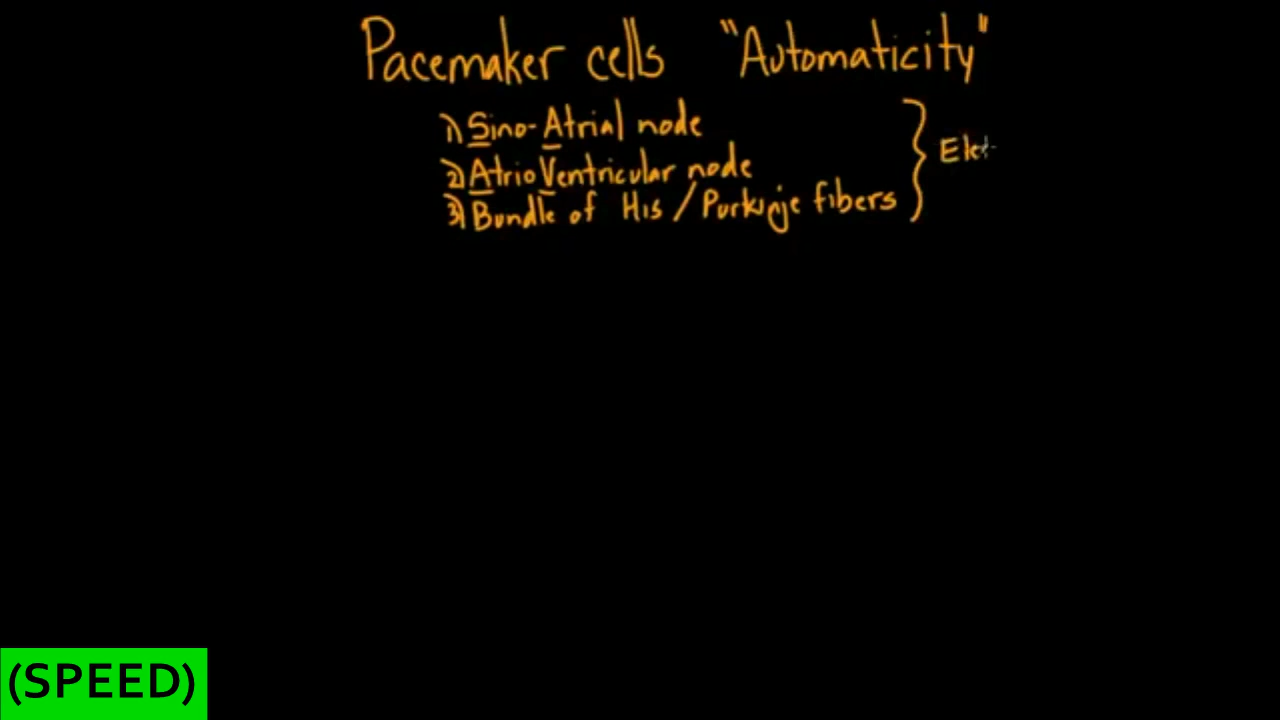 Pacemaker cells "Automaticity"
1) Sino-Atrial node
2) AtrioVentricular node
3) Bundle of His / Purkinje fibers
(SPEED)